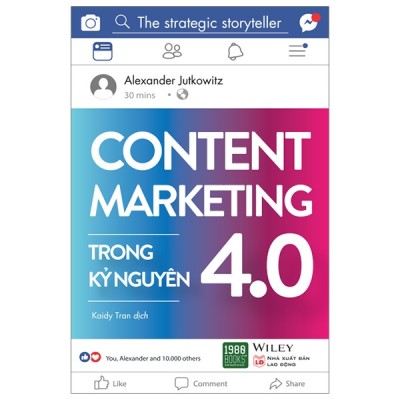 The strategic storyteller
Alexander Jutkowitz
30 mins
CONTENT
MARKETING
TRONG
KỶ NGUYÊN
4.0
Kaidy Tran dịch
You, Alexander and 10.000 others
1980
BOOKS
WILEY
NHÀ XUẤT BẢN
LAO ĐỘNG
Like
Comment
Share